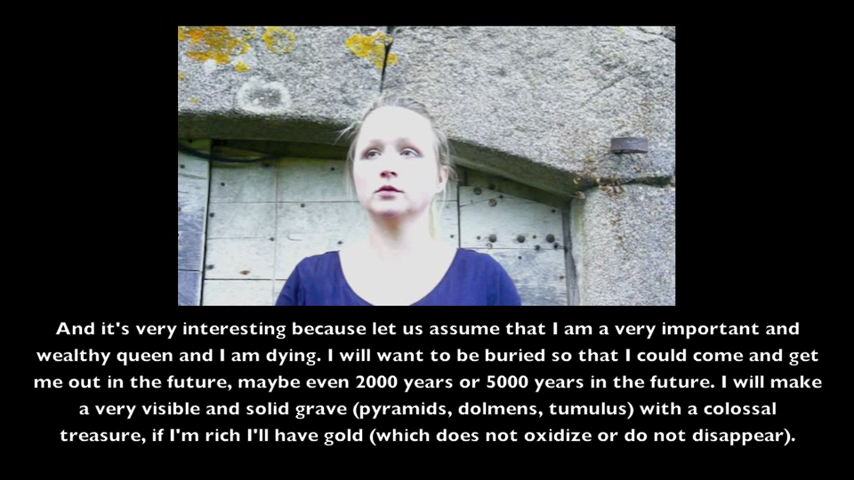 And it's very interesting because let us assume that I am a very important and
wealthy queen and I am dying. I will want to be buried so that I could come and get
me out in the future, maybe even 2000 years or 5000 years in the future. I will make
a very visible and solid grave (pyramids, dolmens, tumulus) with a colossal
treasure, if I'm rich I'll have gold (which does not oxidize or do not disappear).